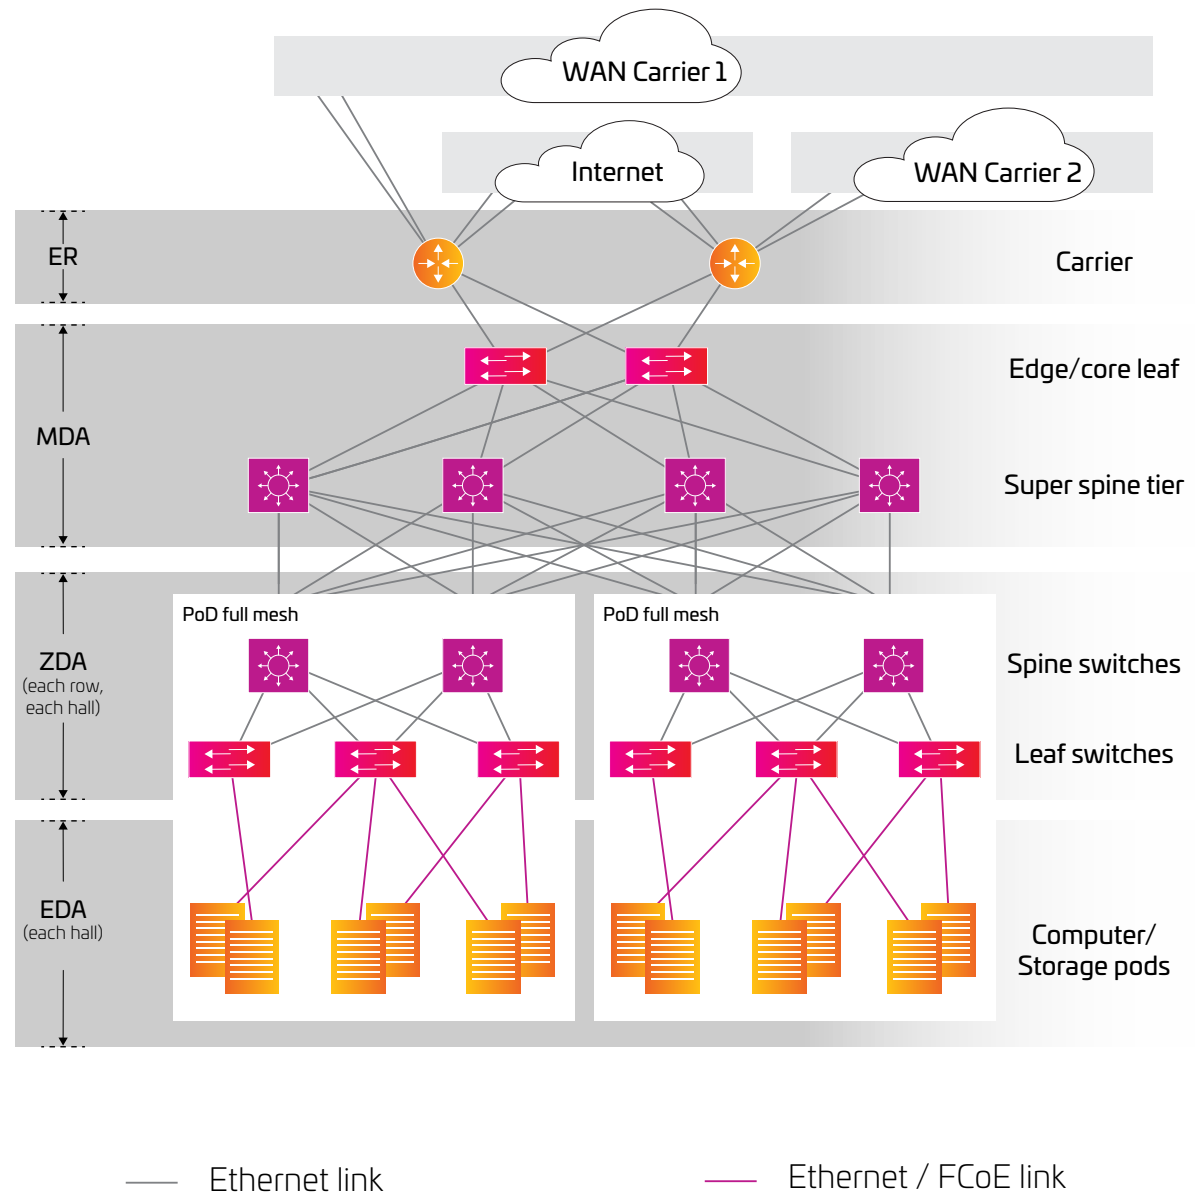 WAN Carrier 1
Internet
WAN Carrier 2
ER
Carrier
MDA
Edge/core leaf
Super spine tier
ZDA
(each row,
each hall)
PoD full mesh
PoD full mesh
Spine switches
Leaf switches
EDA
(each hall)
Computer/
Storage pods
Ethernet link
Ethernet / FCoE link